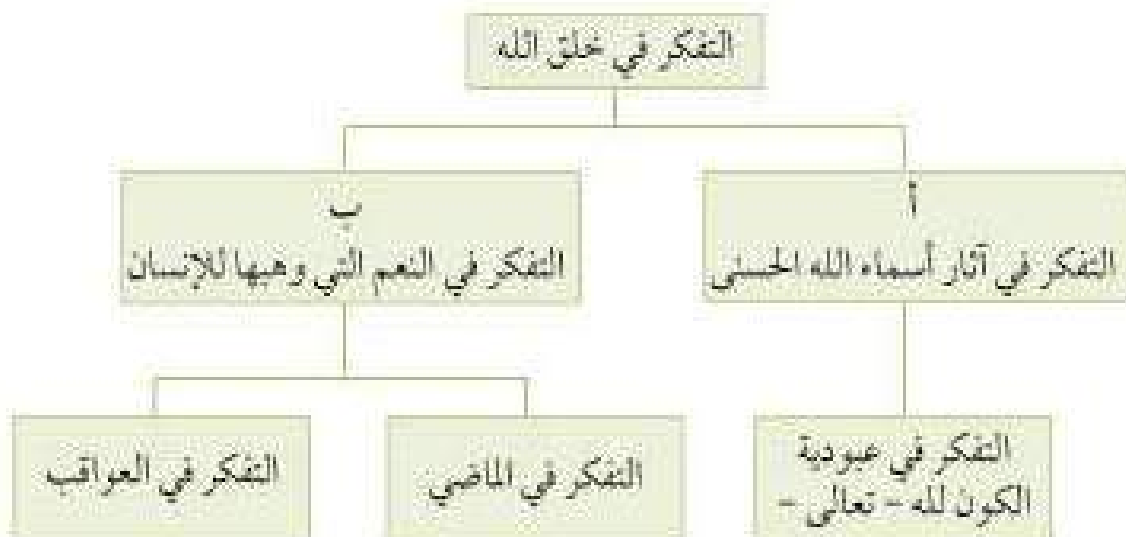 التفكر في خلق الله
أ
التفكر في آثار أسماء الله الحسنى
ب
التفكر في النعم التي وهبها للإنسان
التفكر في عبودية
الكون لله - تعالى -
التفكر في الماضي
التفكر في العواقب